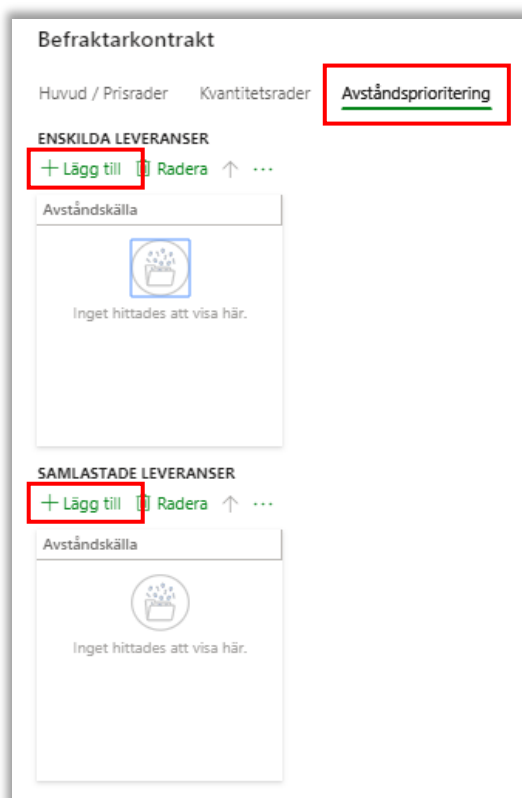 Befraktarkontrakt
Huvud / Prisrader Kvantitetsrader Avståndsprioritering
ENSKILDA LEVERANSER
+ Lägg till Radera ↑ ···
Avståndskälla
Inget hittades att visa här.
SAMLASTADE LEVERANSER
+ Lägg till Radera ↑ ···
Avståndskälla
Inget hittades att visa här.